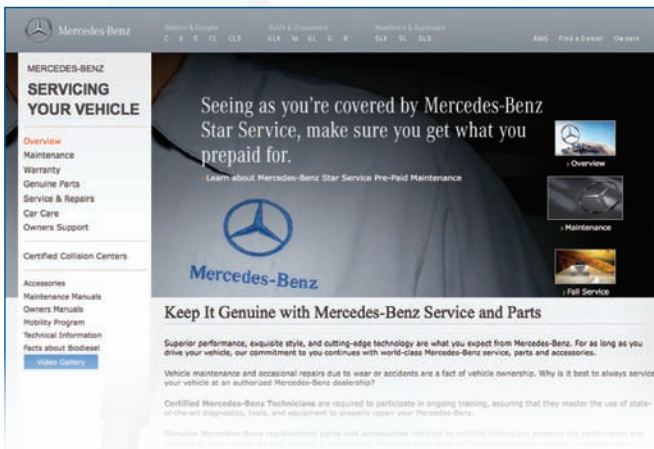 Mercedes-Benz
Sedans & Coupes
C E S CL CLS
SUVs & Crossovers
GLK M GL G R
Roadsters &
SLK SL SLS
AMG Find a Dealer Owners
MERCEDES-BENZ
SERVICING
YOUR VEHICLE
Overview
Maintenance
Warranty
Genuine Parts
Service & Repairs
Car Care
Owners Support
Certified Collision Centers
Accessories
Maintenance Manuals
Owners Manuals
Mobility Program
Technical Information
Facts about Biodiesel
Video Gallery
Seeing as you're covered by Mercedes-Benz
Star Service, make sure you get what you
prepaid for.
› Learn about Mercedes-Benz Star Service Pre-Paid Maintenance
Mercedes-Benz
› Overview
› Maintenance
› Fall Service
Keep It Genuine with Mercedes-Benz Service and Parts
Superior performance, exquisite style, and cutting-edge technology are what you expect from Mercedes-Benz. For as long as you
drive your vehicle, our commitment to you continues with world-class Mercedes-Benz service, parts and accessories.
Vehicle maintenance and occasional repairs due to wear or accidents are a fact of vehicle ownership. Why is it best to always service
your vehicle at an authorized Mercedes-Benz dealership?
Certified Mercedes-Benz Technicians are required to participate in ongoing training, assuring that they master the use of state-
of-the-art diagnostics, tools, and equipment to properly repair your Mercedes-Benz.
Genuine Mercedes-Benz replacement parts and accessories installed by certified technicians preserve the performance and